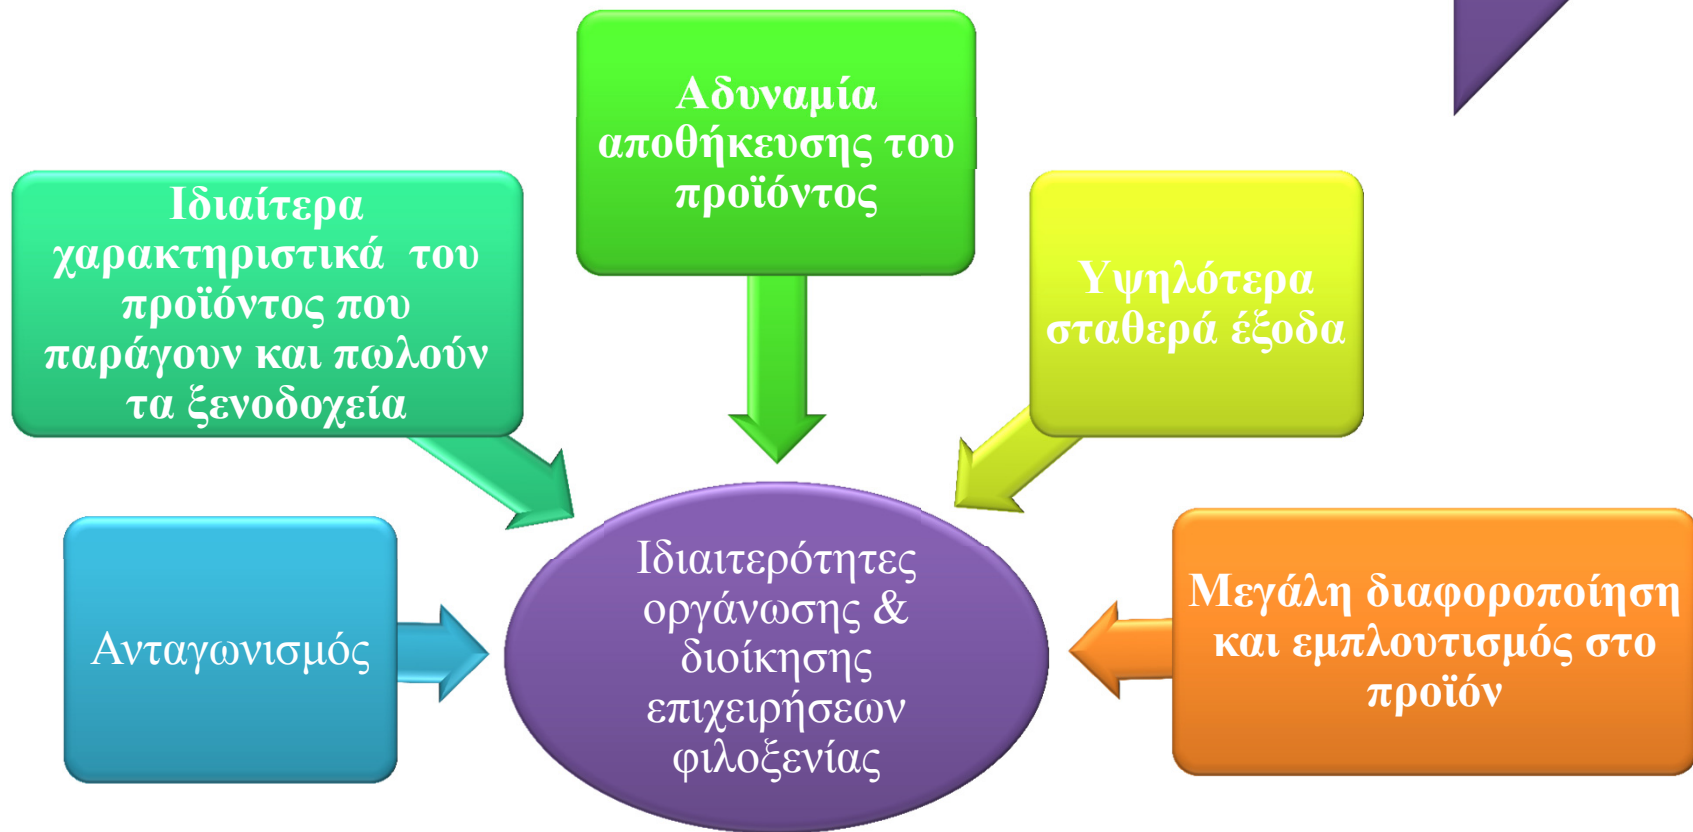 Αδυναμία
αποθήκευσης του
προϊόντος
Ιδιαίτερα
χαρακτηριστικά του
προϊόντος που
παράγουν και πωλούν
τα ξενοδοχεία
Υψηλότερα
σταθερά έξοδα
Ανταγωνισμός
Ιδιαιτερότητες
οργάνωσης &
διοίκησης
επιχειρήσεων
φιλοξενίας
Μεγάλη διαφοροποίηση
και εμπλουτισμός στο
προϊόν